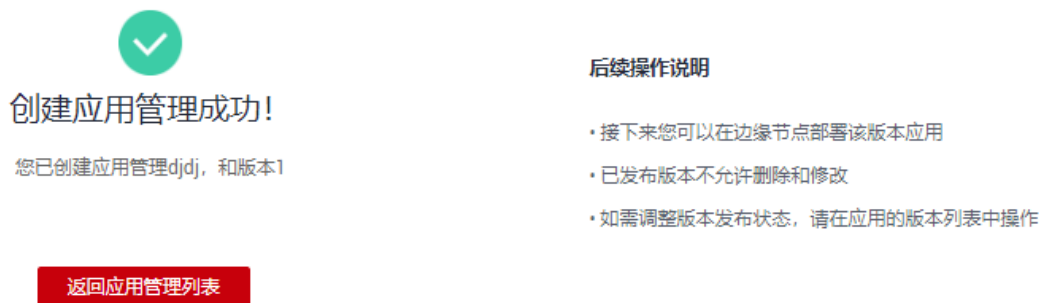 创建应用管理成功！
您已创建应用管理djdj，和版本1
返回应用管理列表
后续操作说明
• 接下来您可以在边缘节点部署该版本应用
• 已发布版本不允许删除和修改
• 如需调整版本发布状态，请在应用的版本列表中操作